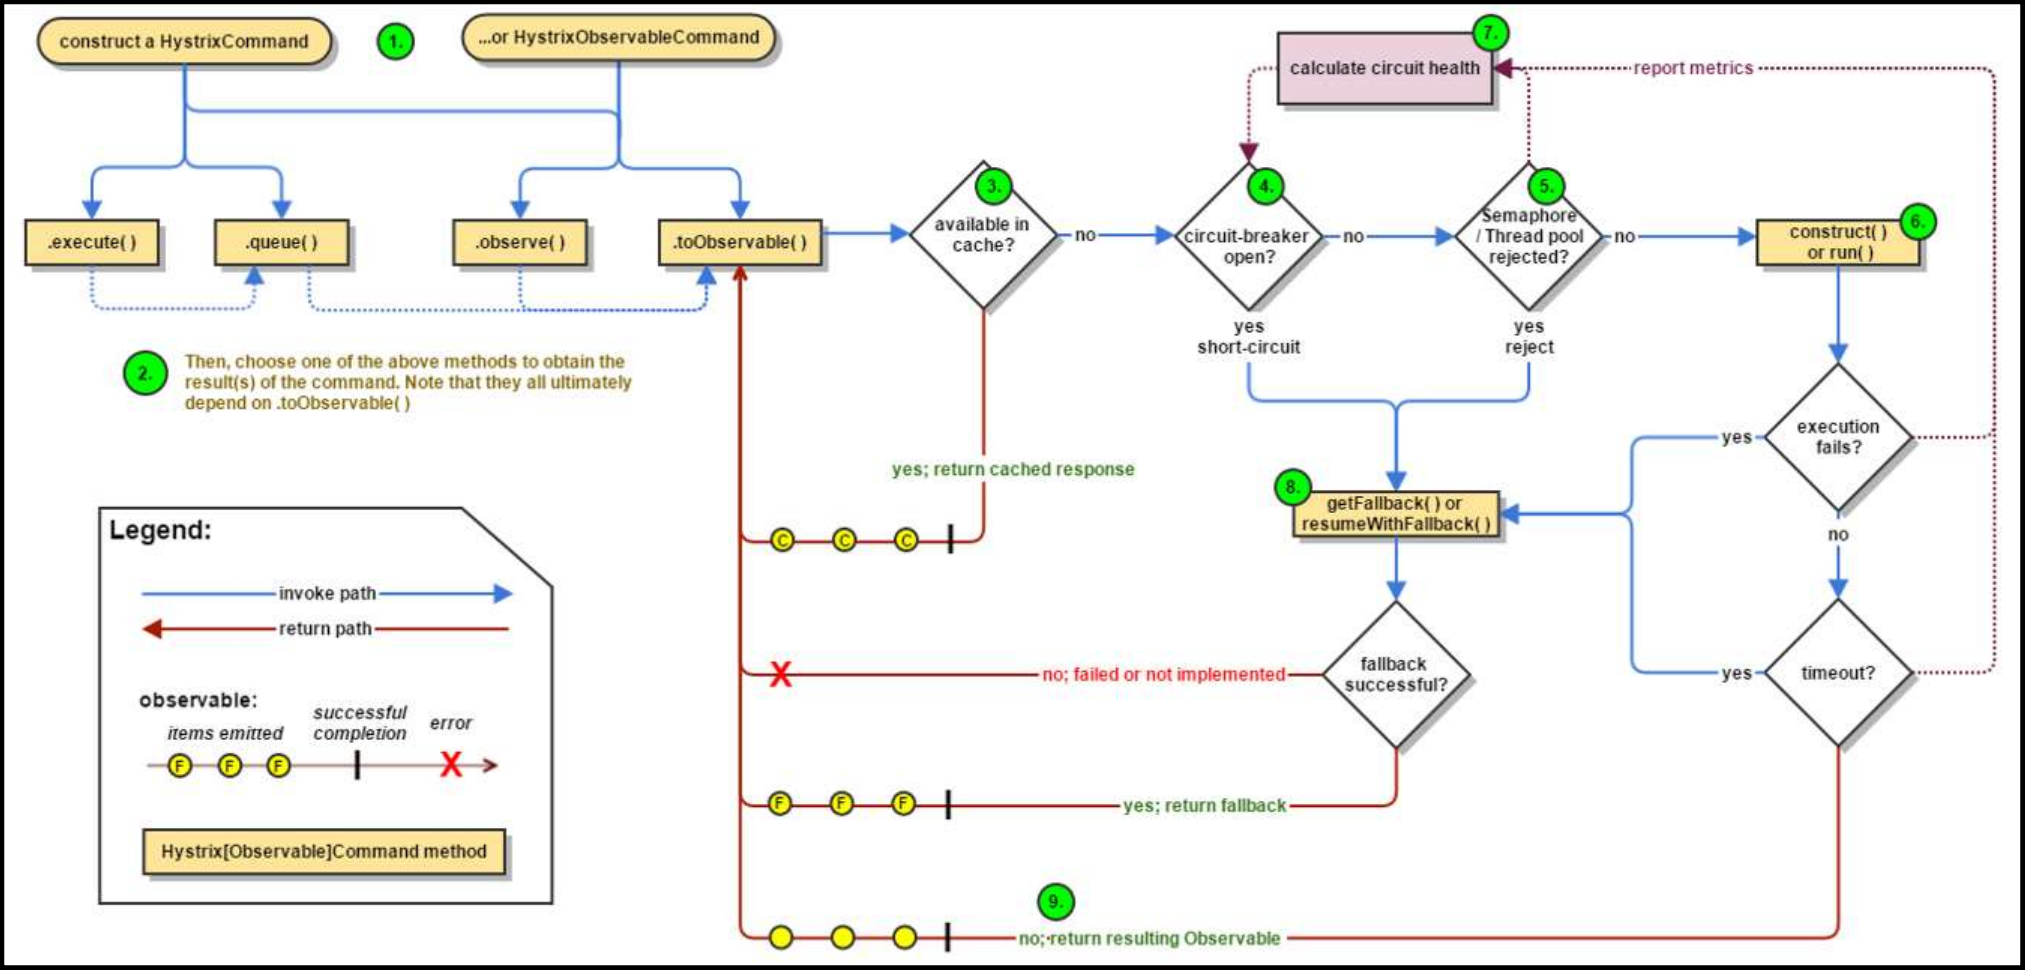 construct a HystrixCommand
1.
...or HystrixObservableCommand
7.
calculate circuit health
report metrics
.execute( )
.queue( )
.observe( )
.toObservable( )
3.
available in
cache?
no
4.
circuit-breaker
open?
no
5.
Semaphore
/ Thread pool
rejected?
no
6.
construct( )
or run( )
yes
short-circuit
yes
reject
2.
Then, choose one of the above methods to obtain the
result(s) of the command. Note that they all ultimately
depend on .toObservable( )
execution
fails?
yes
no
yes; return cached response
8.
getFallback( ) or
resumeWithFallback( )
C C C
Legend:
invoke path
return path
observable:
items emitted
successful
completion
error
F F F
X
Hystrix[Observable]Command method
X
no; failed or not implemented
fallback
successful?
yes
timeout?
F F F
yes; return fallback
9.
no; return resulting Observable